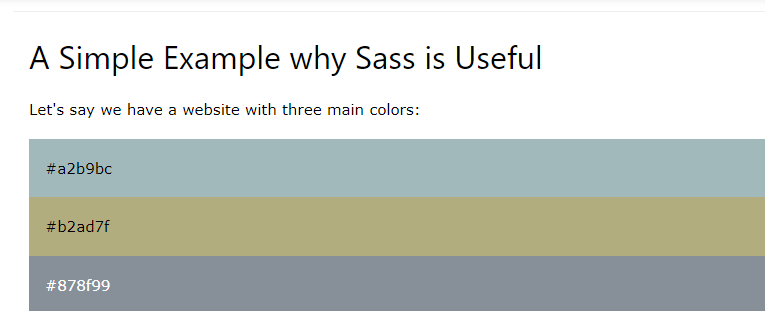 A Simple Example why Sass is Useful
Let's say we have a website with three main colors:
#a2b9bc
#b2ad7f
#878f99